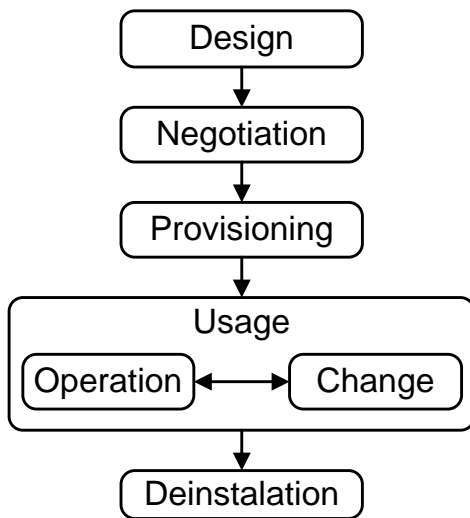 Design
Negotiation
Provisioning
Usage
Operation
Change
Deinstalation